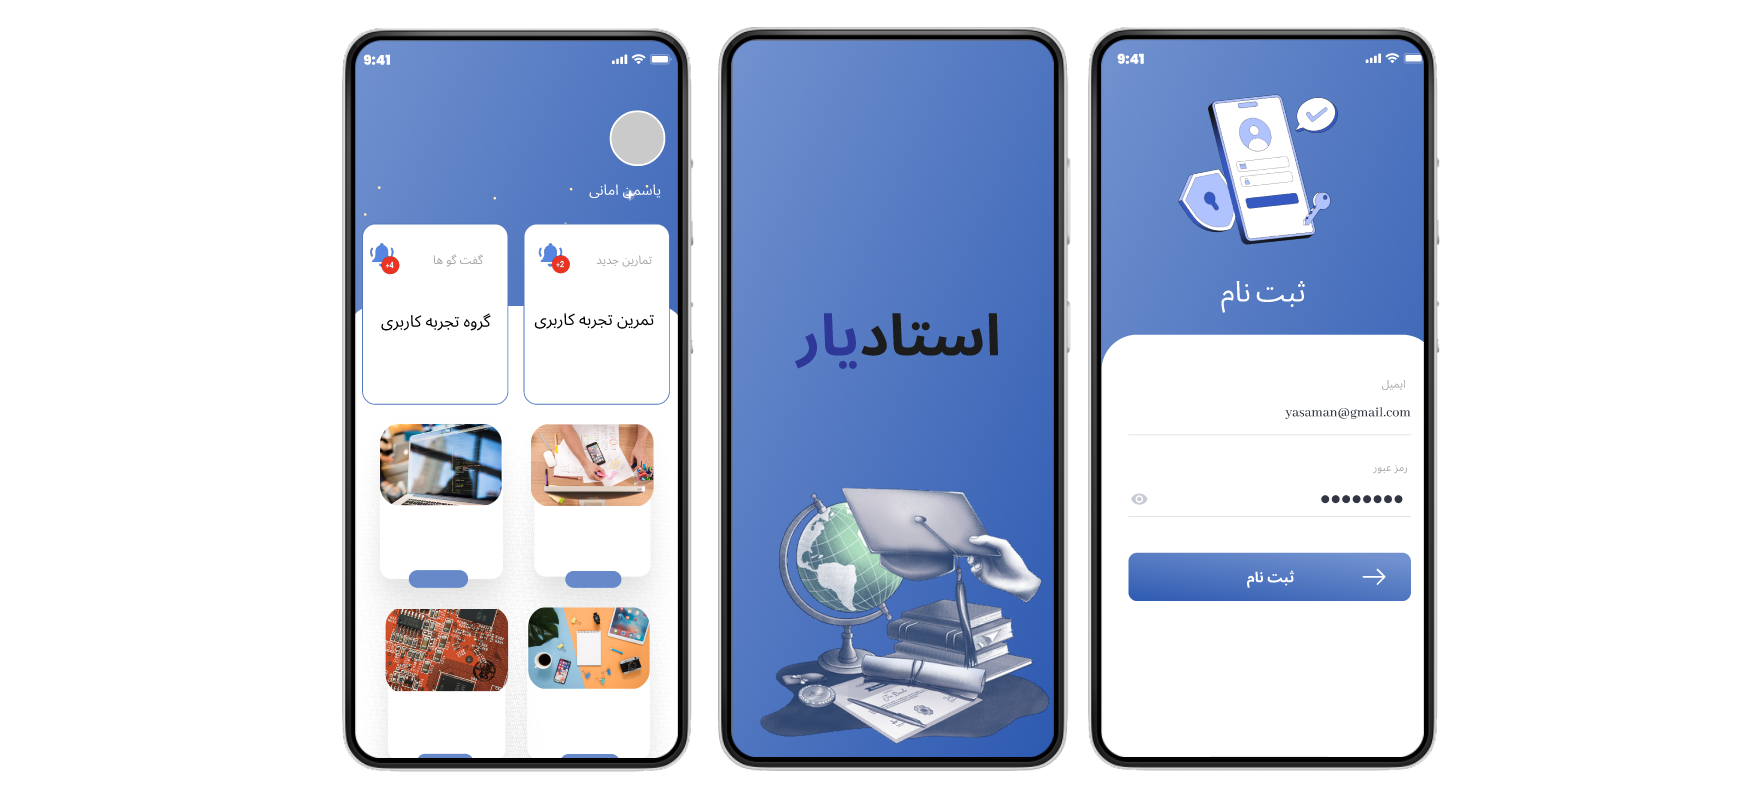 9:41
یاسمن امانی
تمارین جدید
+2
تمرین تجربه کاربری
گفت گو ها
+4
گروه تجربه کاربری
استادیار
9:41
ثبت نام
ایمیل
yasaman@gmail.com
رمز عبور
ثبت نام